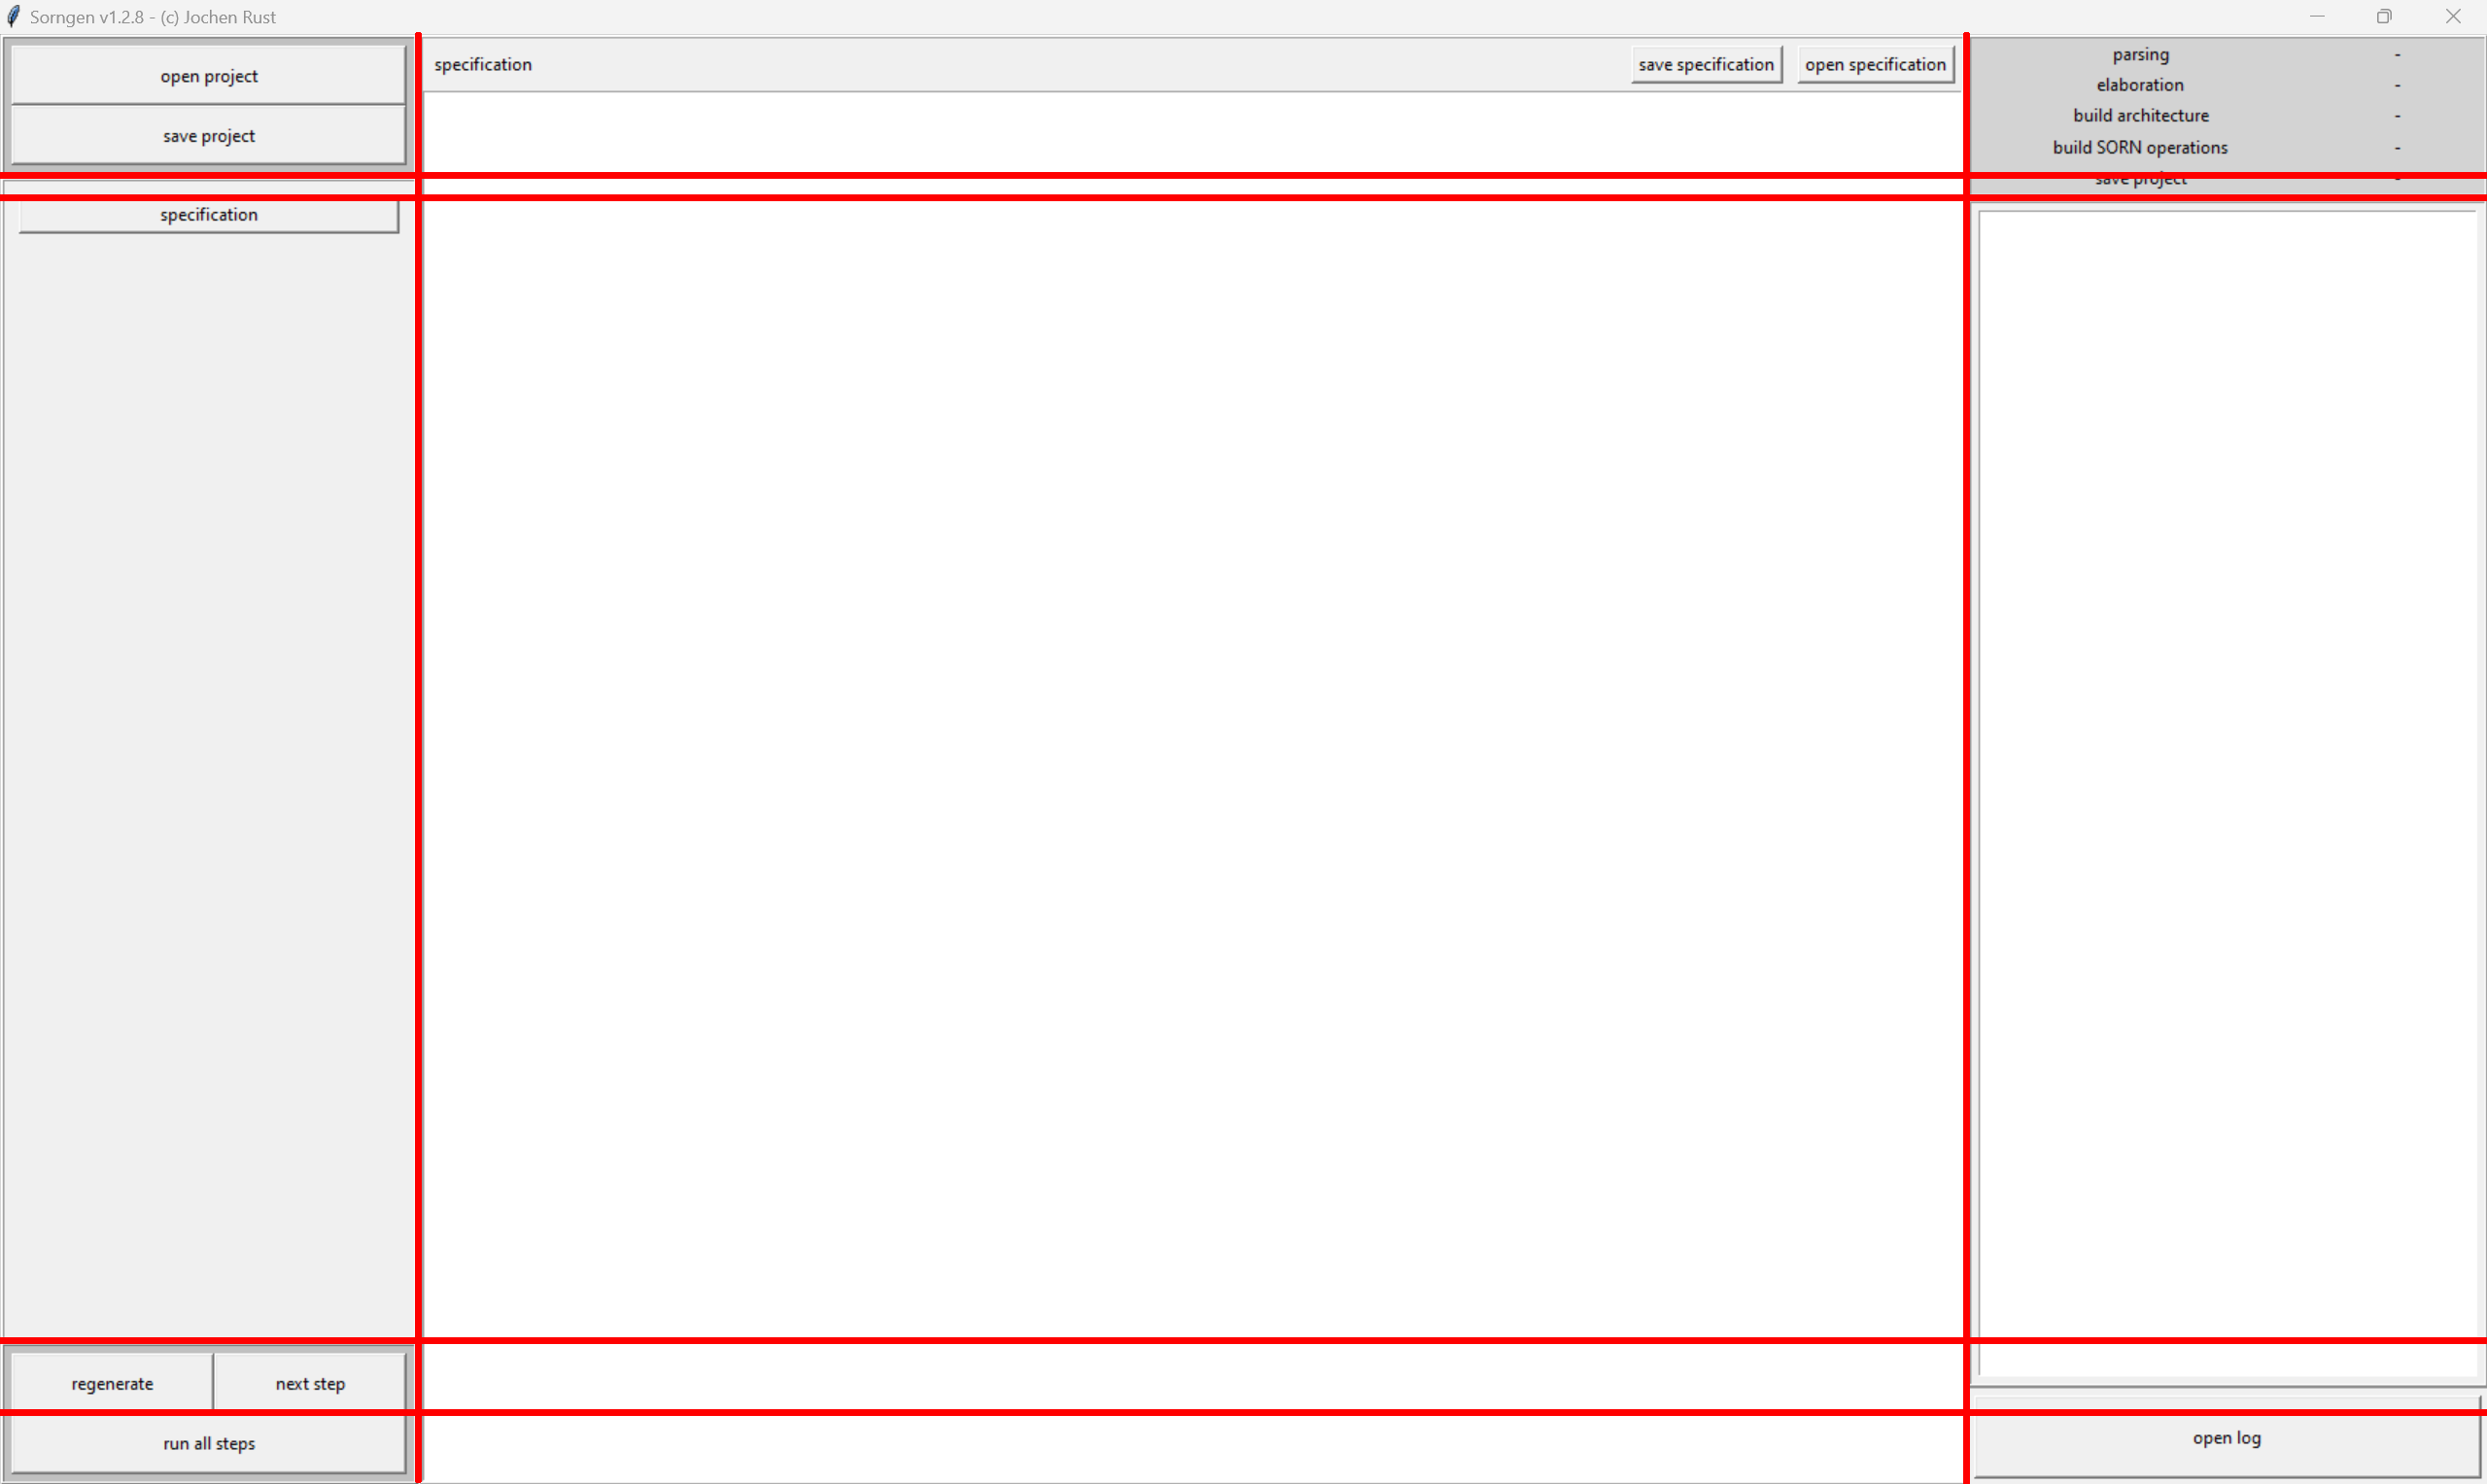 Sorngen v1.2.8 - (c) Jochen Rust
open project
save project
specification
regenerate
next step
run all steps
specification
save specification
open specification
parsing -
elaboration -
build architecture -
build SORN operations -
save project -
open log